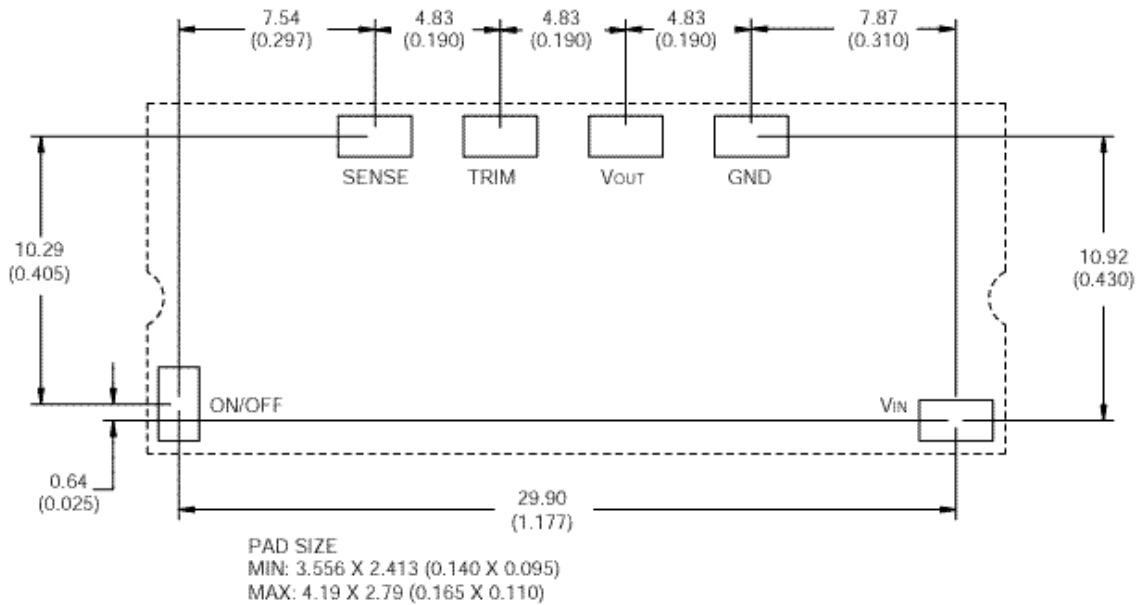 7.54
(0.297)
4.83
(0.190)
4.83
(0.190)
4.83
(0.190)
7.87
(0.310)
SENSE
TRIM
VOUT
GND
10.29
(0.405)
10.92
(0.430)
ON/OFF
VIN
0.64
(0.025)
29.90
(1.177)
PAD SIZE
MIN: 3.556 X 2.413 (0.140 X 0.095)
MAX: 4.19 X 2.79 (0.165 X 0.110)